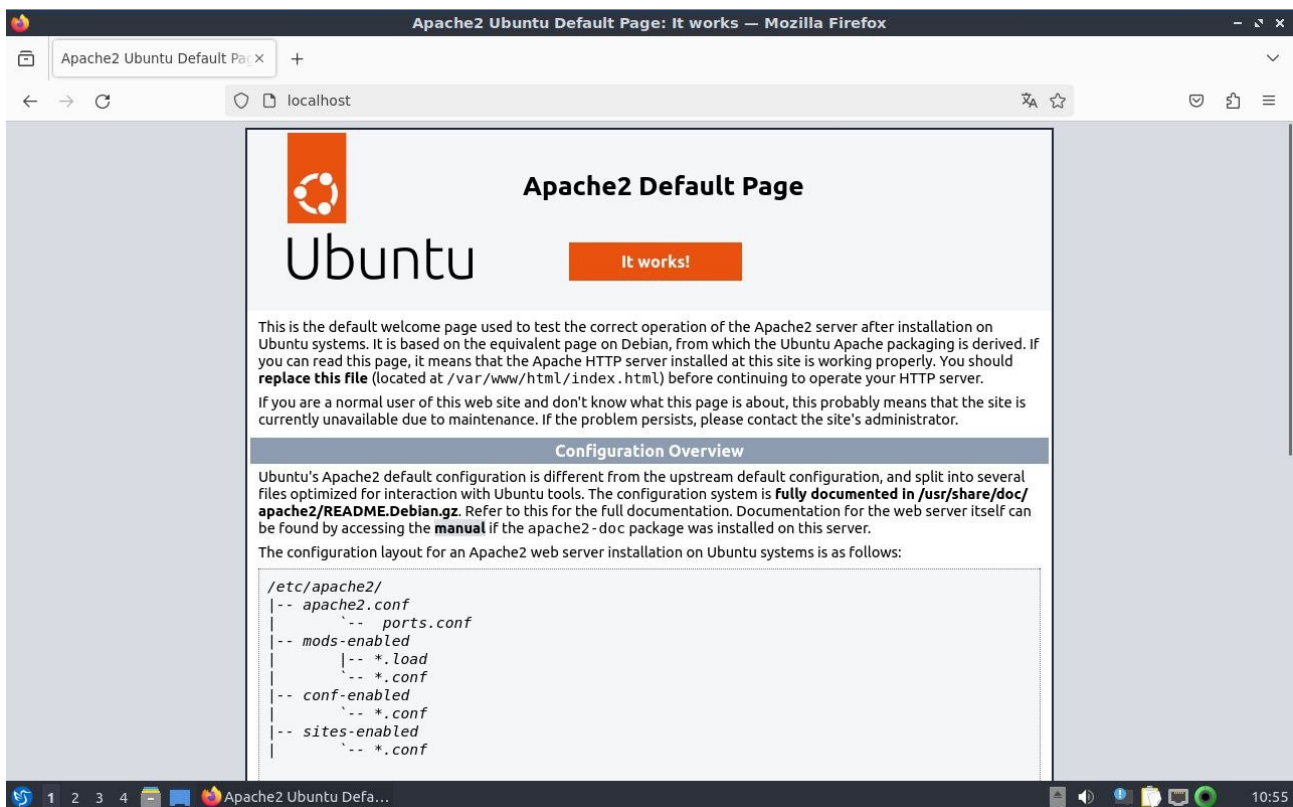 Apache2 Ubuntu Default Page: It works — Mozilla Firefox
Apache2 Ubuntu Default Pag
localhost
Apache2 Default Page
Ubuntu
It works!
This is the default welcome page used to test the correct operation of the Apache2 server after installation on
Ubuntu systems. It is based on the equivalent page on Debian, from which the Ubuntu Apache packaging is derived. If
you can read this page, it means that the Apache HTTP server installed at this site is working properly. You should
replace this file (located at /var/www/html/index.html) before continuing to operate your HTTP server.
If you are a normal user of this web site and don't know what this page is about, this probably means that the site is
currently unavailable due to maintenance. If the problem persists, please contact the site's administrator.
Configuration Overview
Ubuntu's Apache2 default configuration is different from the upstream default configuration, and split into several
files optimized for interaction with Ubuntu tools. The configuration system is fully documented in /usr/share/doc/
apache2/README.Debian.gz. Refer to this for the full documentation. Documentation for the web server itself can
be found by accessing the manual if the apache2-doc package was installed on this server.
The configuration layout for an Apache2 web server installation on Ubuntu systems is as follows:
/etc/apache2/
|-- apache2.conf
|       `--  ports.conf
|-- mods-enabled
|       |-- *.load
|       `-- *.conf
|-- conf-enabled
|       `-- *.conf
|-- sites-enabled
|       `-- *.conf
1 2 3 4 Apache2 Ubuntu Defa... 10:55